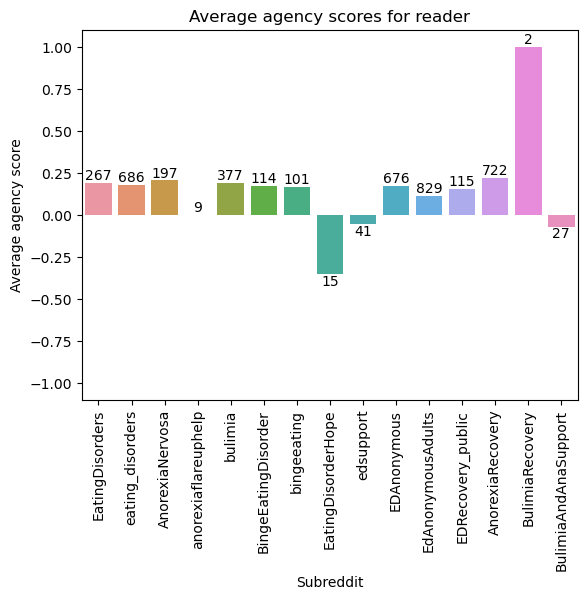 Average agency scores for reader
Average agency score
1.00
0.75
0.50
0.25
0.00
−0.25
−0.50
−0.75
−1.00
267
686
197
9
377
114
101
15
41
676
829
115
722
2
27
EatingDisorders
eating_disorders
AnorexiaNervosa
anorexiaflareuphelp
bulimia
BingeEatingDisorder
bingeeating
EatingDisorderHope
edsupport
EDAnonymous
EdAnonymousAdults
EDRecovery_public
AnorexiaRecovery
BulimiaRecovery
BulimiaAndAnaSupport
Subreddit